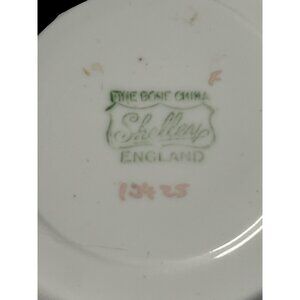 FINE BONE CHINA
Shelley
ENGLAND
13425